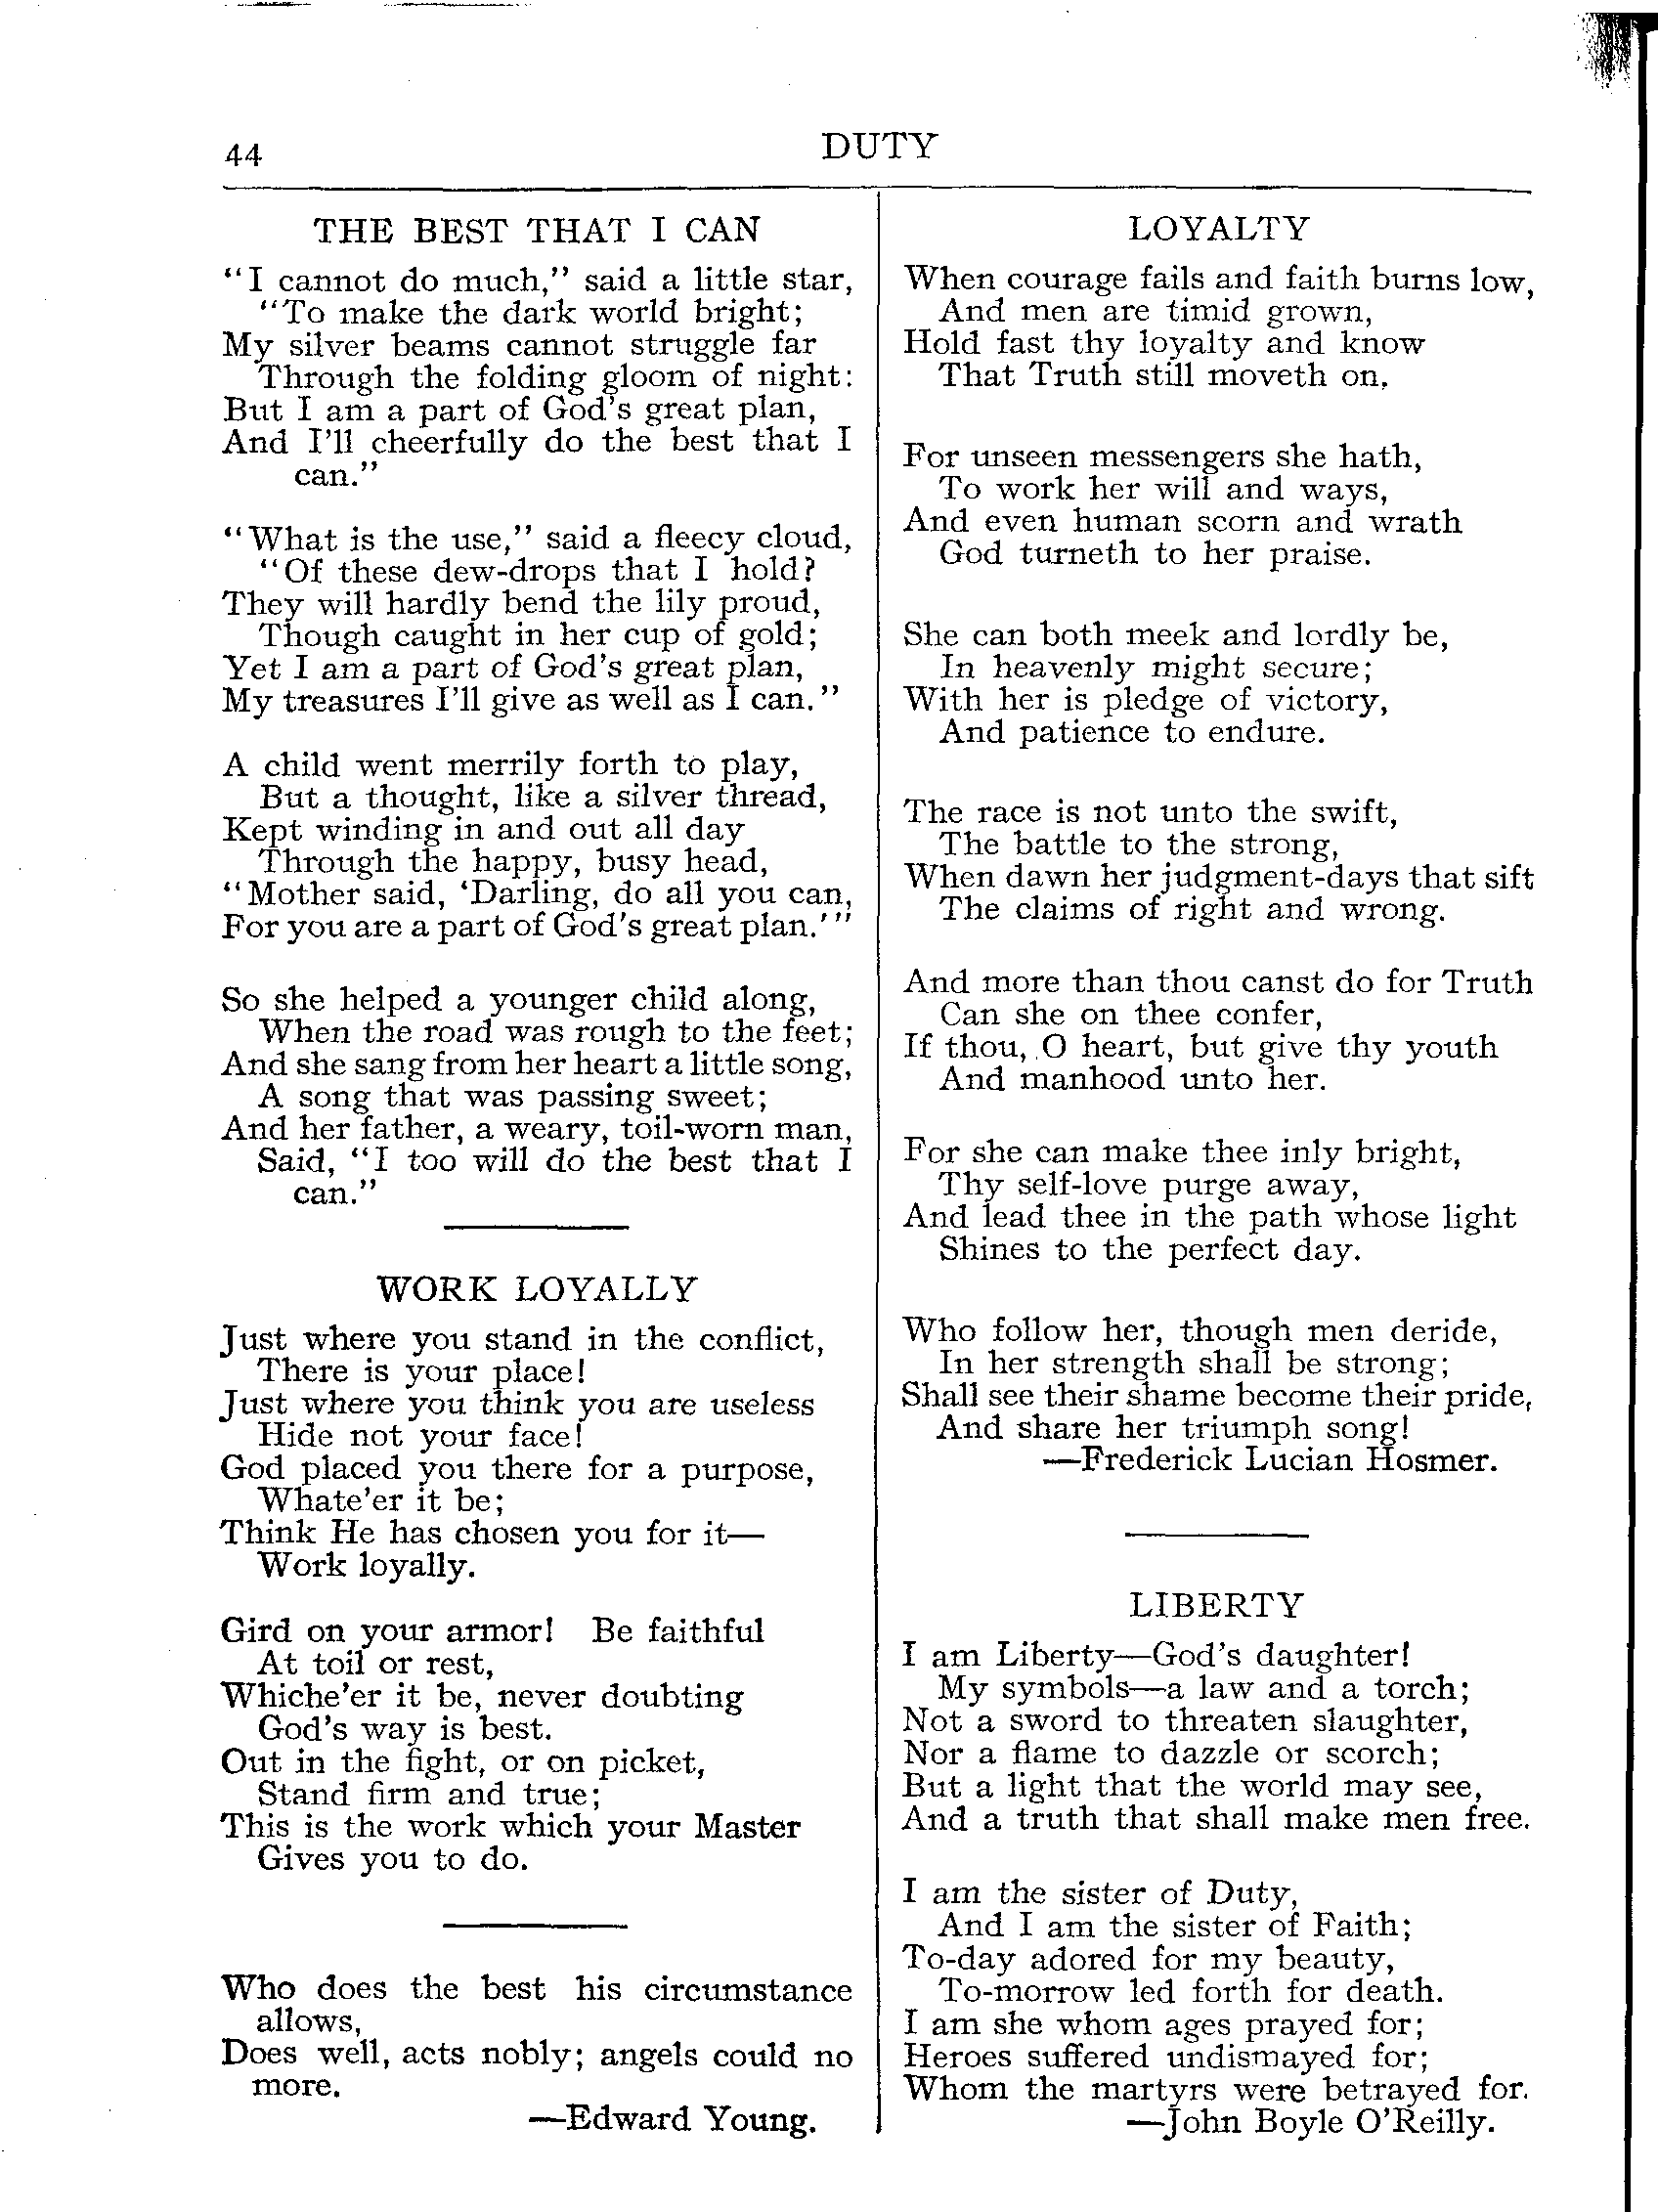 44
DUTY
THE BEST THAT I CAN
"I cannot do much," said a little star,
"To make the dark world bright;
My silver beams cannot struggle far
Through the folding gloom of night:
But I am a part of God's great plan,
And I'll cheerfully do the best that I
can."
"What is the use," said a fleecy cloud,
"Of these dew-drops that I hold?
They will hardly bend the lily proud,
Though caught in her cup of gold;
Yet I am a part of God's great plan,
My treasures I'll give as well as I can."
A child went merrily forth to play,
But a thought, like a silver thread,
Kept winding in and out all day
Through the happy, busy head,
"Mother said, 'Darling, do all you can,
For you are a part of God's great plan.'"
So she helped a younger child along,
When the road was rough to the feet;
And she sang from her heart a little song,
A song that was passing sweet;
And her father, a weary, toil-worn man,
Said, "I too will do the best that I
can."
WORK LOYALLY
Just where you stand in the conflict,
There is your place!
Just where you think you are useless
Hide not your face!
God placed you there for a purpose,
Whate'er it be;
Think He has chosen you for it—
Work loyally.
Gird on your armor! Be faithful
At toil or rest,
Whiche'er it be, never doubting
God's way is best.
Out in the fight, or on picket,
Stand firm and true;
This is the work which your Master
Gives you to do.
Who does the best his circumstance
allows,
Does well, acts nobly; angels could no
more.
—Edward Young.
LOYALTY
When courage fails and faith burns low,
And men are timid grown,
Hold fast thy loyalty and know
That Truth still moveth on.
For unseen messengers she hath,
To work her will and ways,
And even human scorn and wrath
God turneth to her praise.
She can both meek and lordly be,
In heavenly might secure;
With her is pledge of victory,
And patience to endure.
The race is not unto the swift,
The battle to the strong,
When dawn her judgment-days that sift
The claims of right and wrong.
And more than thou canst do for Truth
Can she on thee confer,
If thou, O heart, but give thy youth
And manhood unto her.
For she can make thee inly bright,
Thy self-love purge away,
And lead thee in the path whose light
Shines to the perfect day.
Who follow her, though men deride,
In her strength shall be strong;
Shall see their shame become their pride,
And share her triumph song!
—Frederick Lucian Hosmer.
LIBERTY
I am Liberty—God's daughter!
My symbols—a law and a torch;
Not a sword to threaten slaughter,
Nor a flame to dazzle or scorch;
But a light that the world may see,
And a truth that shall make men free.
I am the sister of Duty,
And I am the sister of Faith;
To-day adored for my beauty,
To-morrow led forth for death.
I am she whom ages prayed for;
Heroes suffered undismayed for;
Whom the martyrs were betrayed for.
—John Boyle O'Reilly.